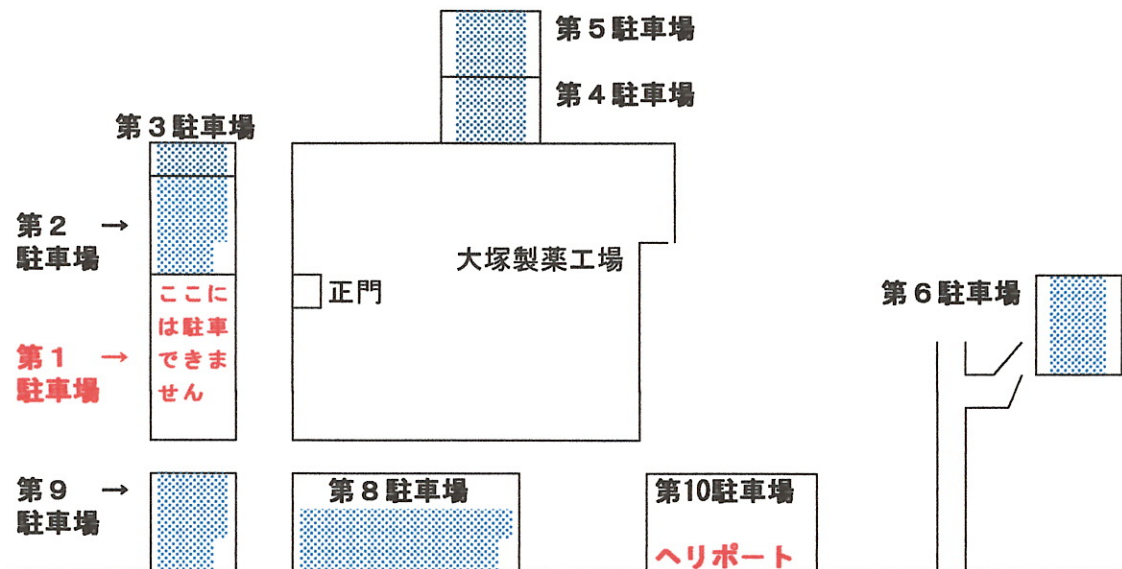 第５駐車場
第４駐車場
第３駐車場
第２ →
駐車場
大塚製薬工場
正門
第６駐車場
ここに
は駐車
できま
せん
第１ →
駐車場
第９ →
駐車場
第８駐車場
第10駐車場
ヘリポート